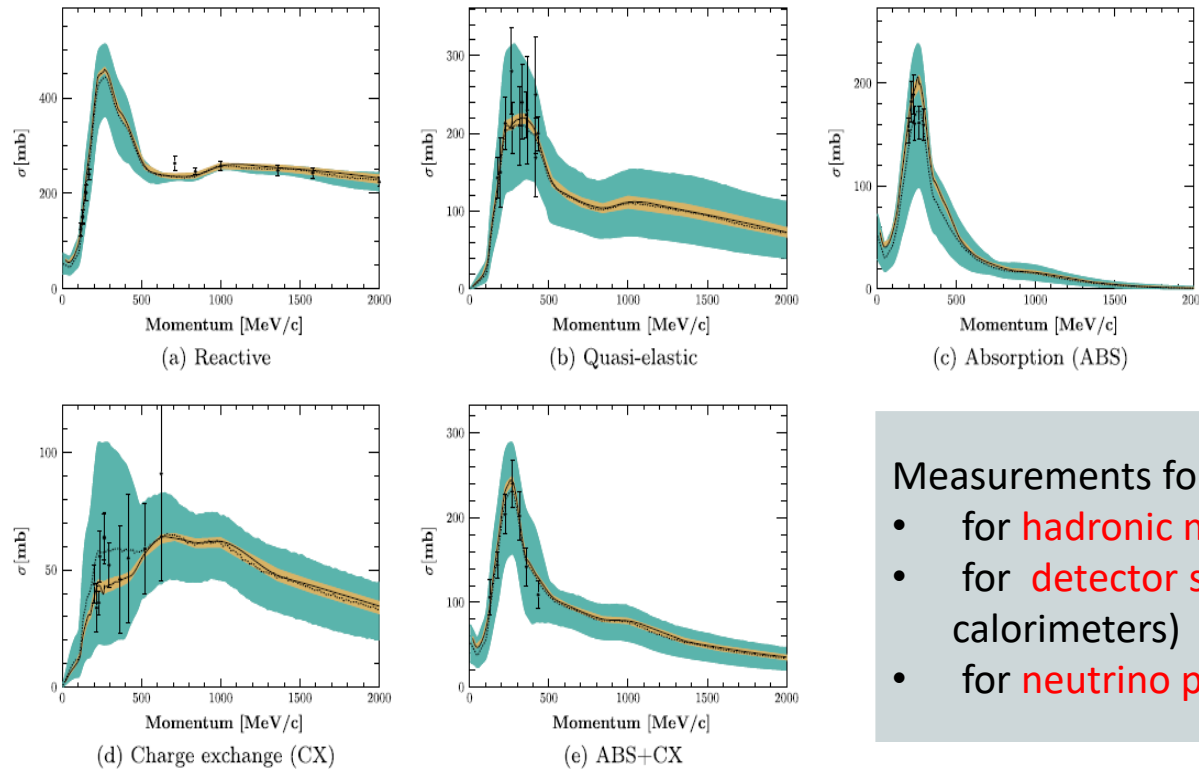 σ[mb]
400
200
0
0 500 1000 1500 2000
Momentum [MeV/c]
(a) Reactive
σ[mb]
300
200
100
0
0 500 1000 1500 2000
Momentum [MeV/c]
(b) Quasi-elastic
σ[mb]
200
100
0
0 500 1000 1500 200
Momentum [MeV/c]
(c) Absorption (ABS)
σ[mb]
100
50
0
0 500 1000 1500 2000
Momentum [MeV/c]
(d) Charge exchange (CX)
σ[mb]
300
200
100
0
0 500 1000 1500 2000
Momentum [MeV/c]
(e) ABS+CX
Measurements fo
• for hadronic
• for detector s
calorimeters)
• for neutrino p